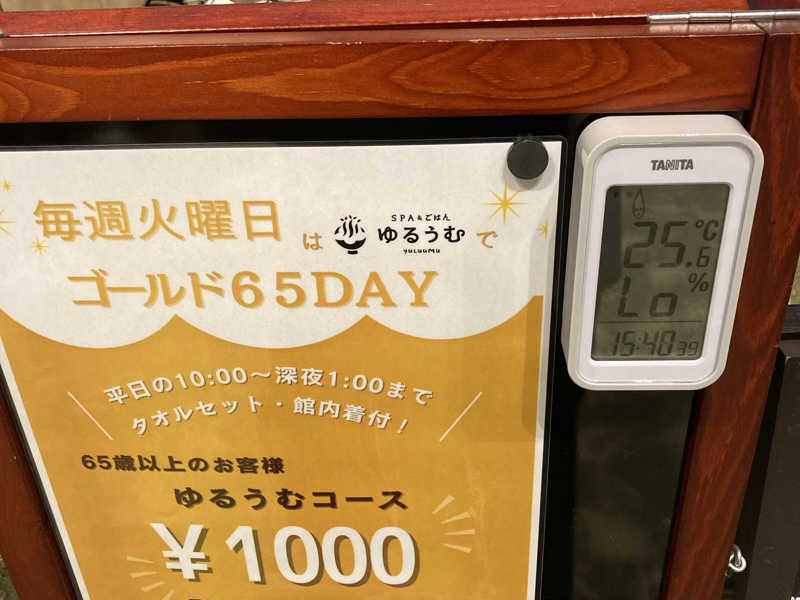 毎週火曜日は SPA&ごはん ゆるうむ yuluumu で
ゴールド65DAY
平日の10:00～深夜1:00まで
タオルセット・館内着付！
65歳以上のお客様
ゆるうむコース
¥1000
TANITA
25.6℃
Lo%
15:40 39